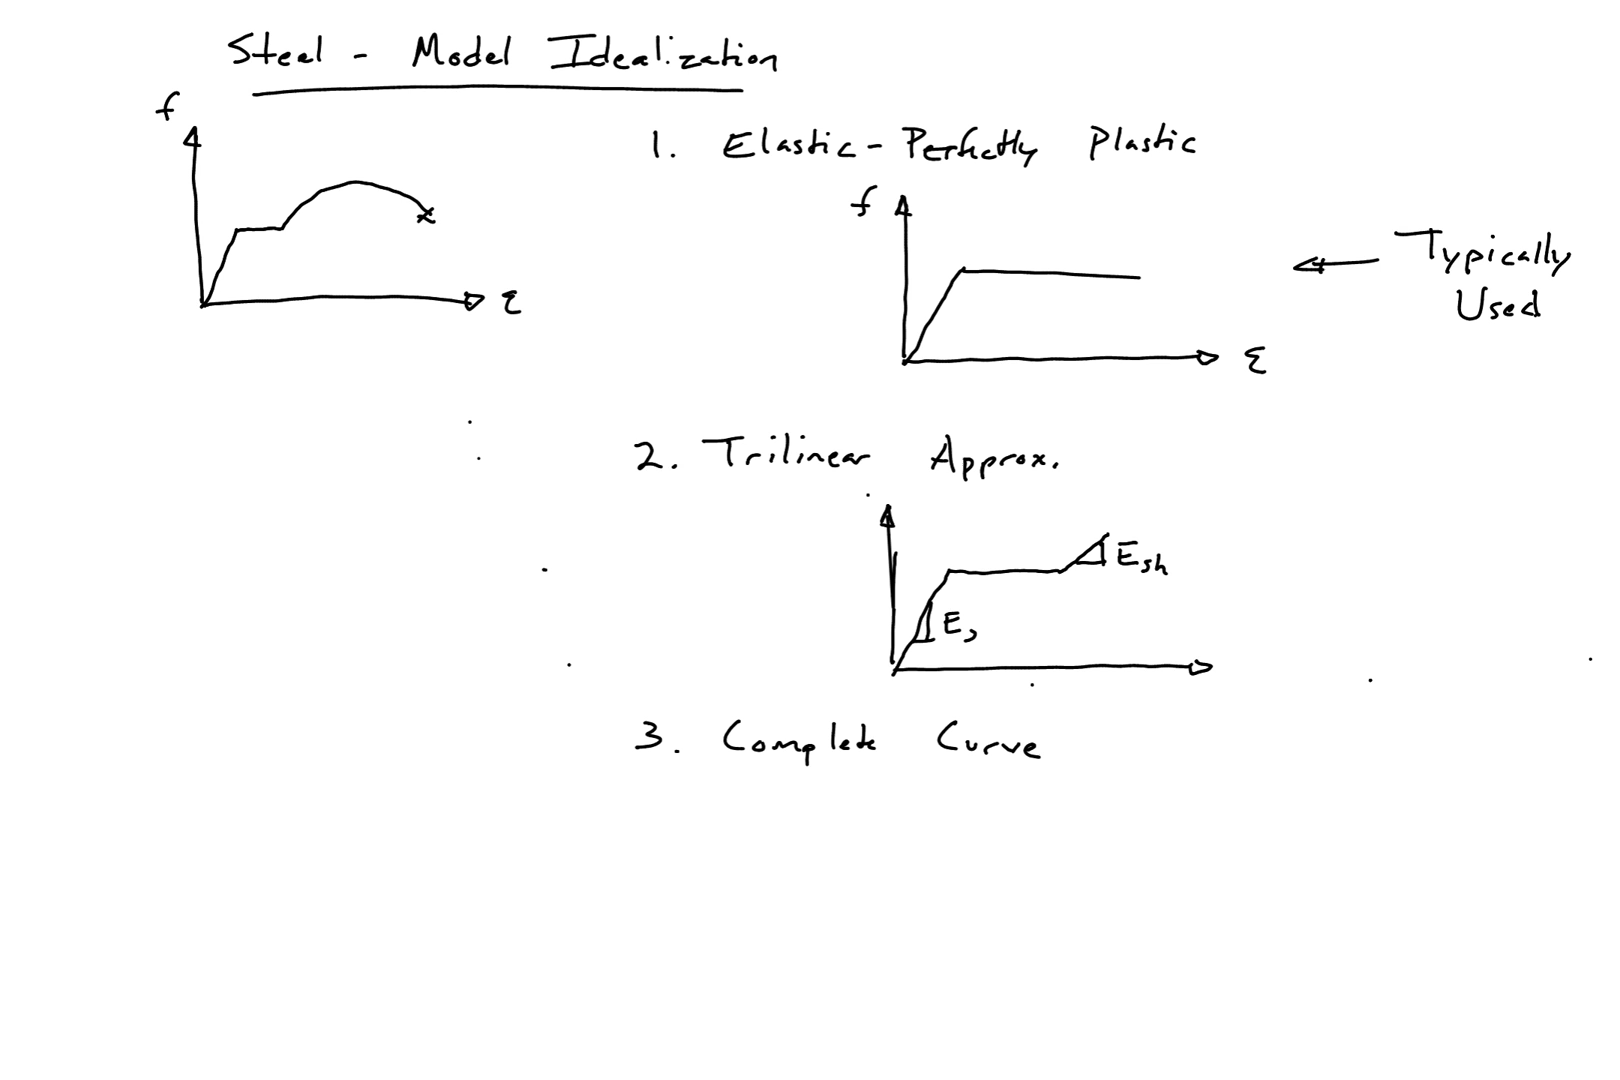 Steel - Model Idealization
f
ε
1. Elastic - Perfectly Plastic
f
ε
Typically
Used
2. Trilinear Approx.
Esh
Es
3. Complete Curve